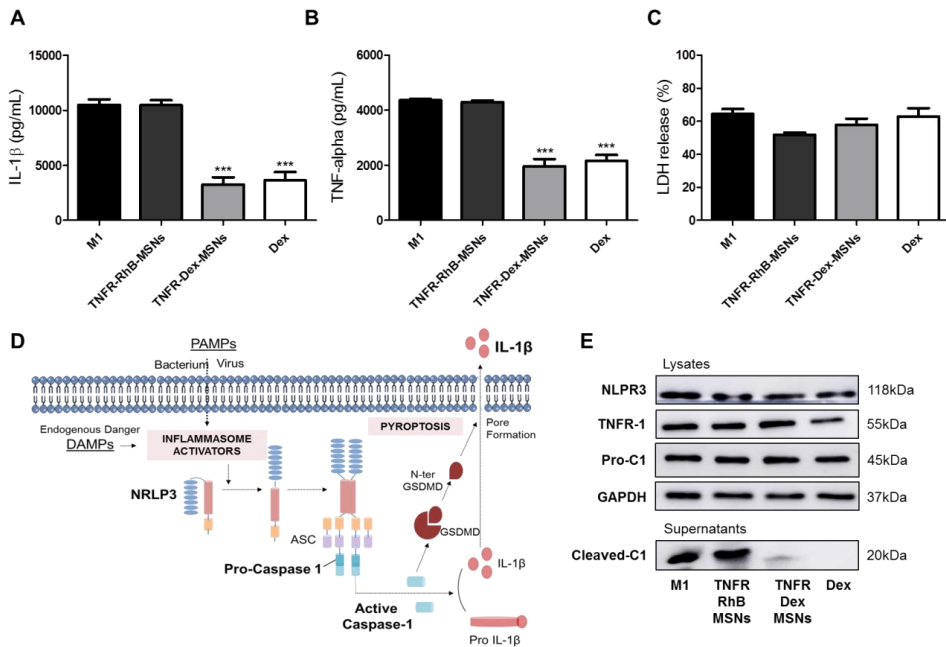 A
IL-1β (pg/mL)
15000
10000
5000
0
***
***
M1
TNFR-RhB-MSNs
TNFR-Dex-MSNs
Dex
B
TNF-alpha (pg/mL)
6000
4000
2000
0
***
***
M1
TNFR-RhB-MSNs
TNFR-Dex-MSNs
Dex
C
LDH release (%)
100
80
60
40
20
0
M1
TNFR-RhB-MSNs
TNFR-Dex-MSNs
Dex
D
PAMPs
Bacterium Virus
IL-1β
Endogenous Danger
DAMPs
INFLAMMASOME
ACTIVATORS
PYROPTOSIS
Pore
Formation
NRLP3
N-ter
GSDMD
GSDMD
ASC
Pro-Caspase 1
IL-1β
Active
Caspase-1
Pro IL-1β
E
Lysates
NLPR3 118kDa
TNFR-1 55kDa
Pro-C1 45kDa
GAPDH 37kDa
Supernatants
Cleaved-C1 20kDa
M1 TNFR TNFR Dex
RhB Dex
MSNs MSNs